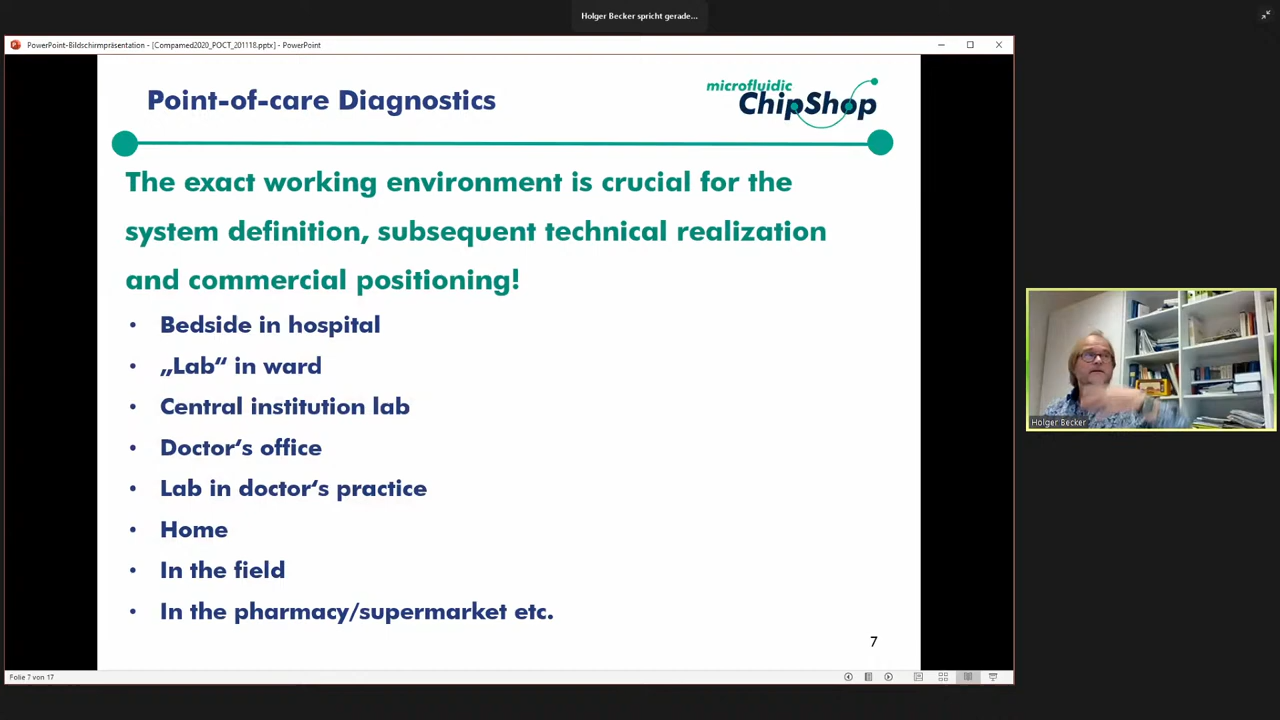 Holger Becker spricht gerade...
PowerPoint-Bildschirmpräsentation - [Compamed2020_POCT_201118.pptx] - PowerPoint
Point-of-care Diagnostics
microfluidic
ChipShop
The exact working environment is crucial for the
system definition, subsequent technical realization
and commercial positioning!
• Bedside in hospital
• „Lab“ in ward
• Central institution lab
• Doctor‘s office
• Lab in doctor‘s practice
• Home
• In the field
• In the pharmacy/supermarket etc.
7
Holger Becker
Folie 7 von 17